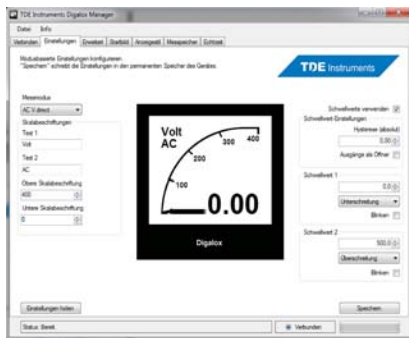 TDE Instruments Digalox Manager
Datei Info
Verbinden Einstellungen Erweitert Startbild Anzeigestil Messspeicher Echtzeit
Modusbasierte Einstellungen konfigurieren.
"Speichern" schreibt die Einstellungen in den permanenten Speicher des Gerätes.
TDE Instruments
Messmodus
AC V direct
Skalabeschriftungen
Text 1
Volt
Text 2
AC
Obere Skalabeschriftung
400
Untere Skalabeschriftung
0
Volt
AC
100
200
300
400
0.00
Digalox
Schwellwerte verwenden
Schwellwert-Einstellungen
Hysterese (absolut)
0.00
Ausgänge als Öffner
Schwellwert 1
0.0
Unterschreitung
Blinken
Schwellwert 2
500.0
Überschreitung
Blinken
Einstellungen holen
Speichern
Status: Bereit.
Verbunden